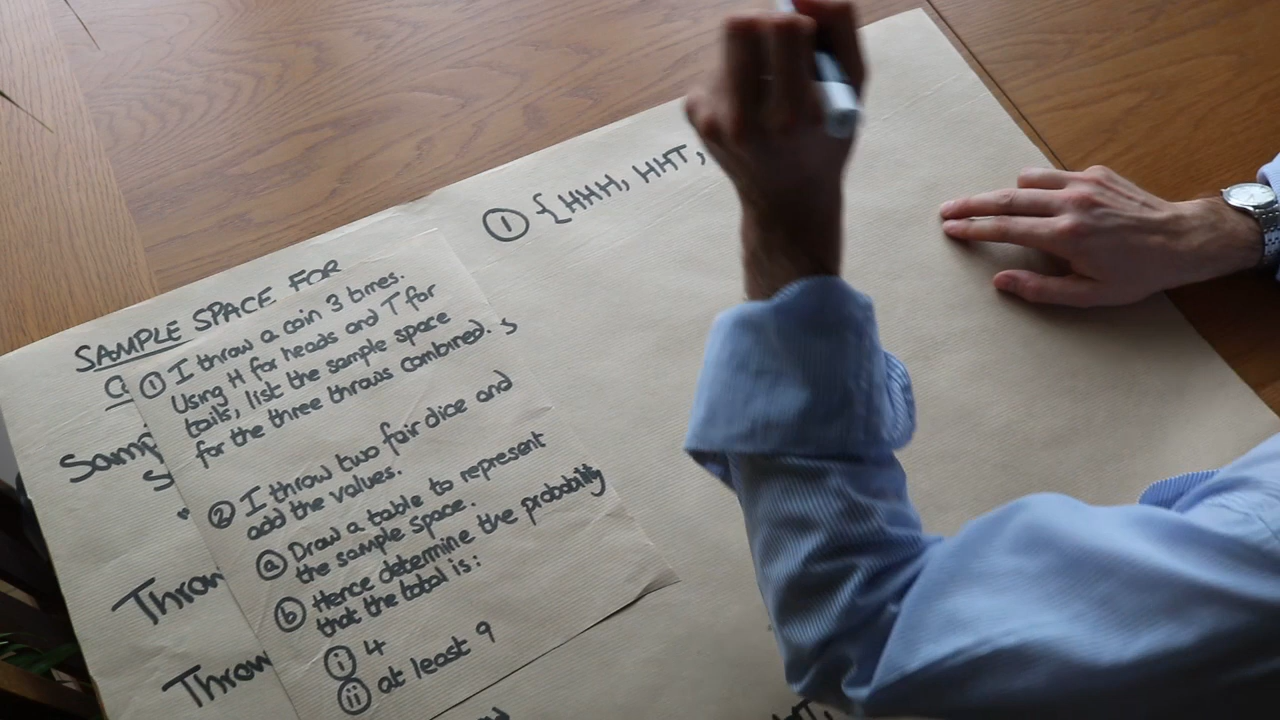 SAMPLE SPACE FOR
① I throw a coin 3 times.
Using H for heads and T for
tails, list the sample space
for the three throws combined.
② I throw two fair dice and
add the values.
ⓐ Draw a table to represent
the sample space.
ⓑ Hence determine the probability
that the total is:
ⓘ 4
ⓘⓘ at least 9
Throw
Throw
① {HHH, HHT,